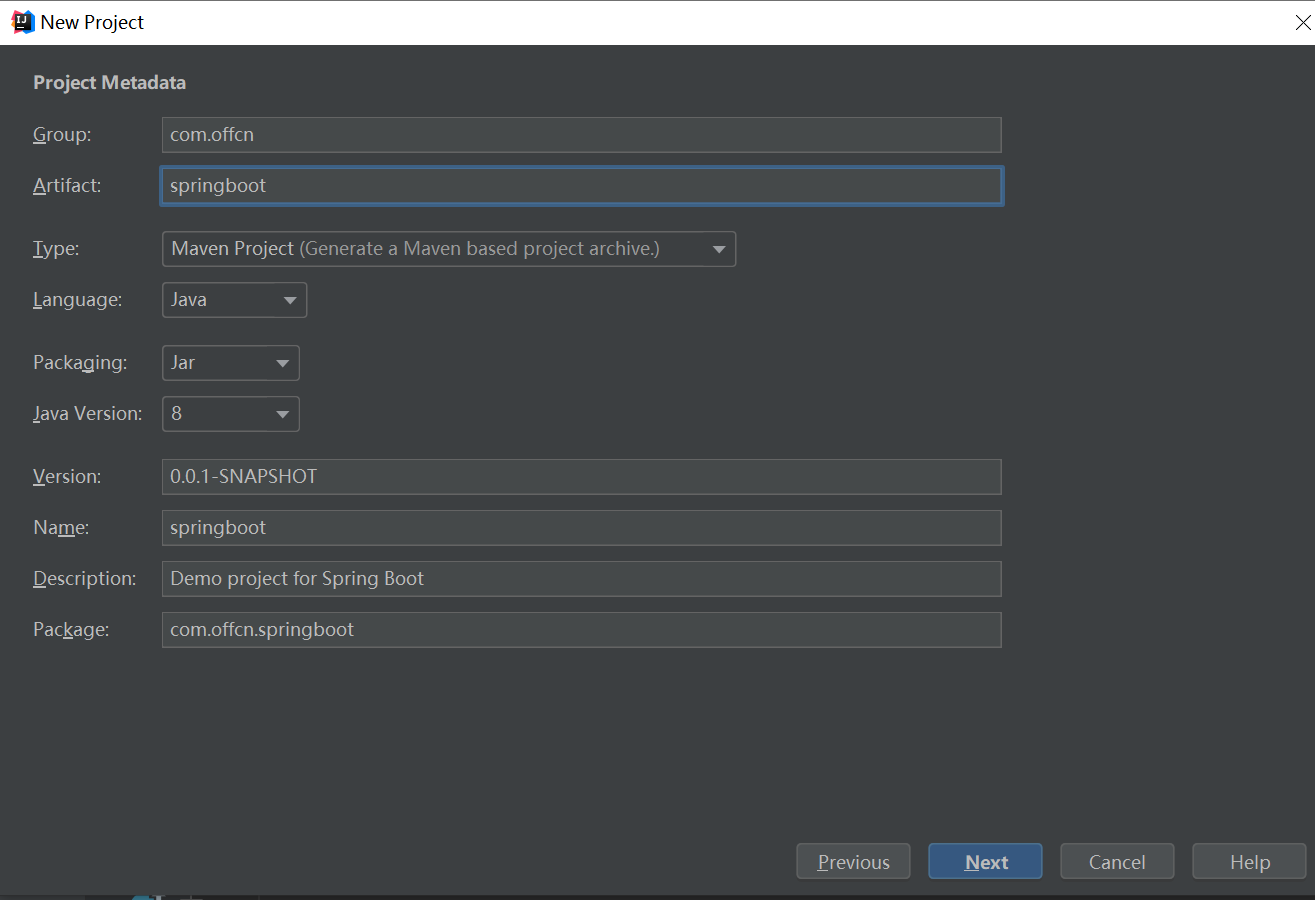 New Project
Project Metadata
Group: com.offcn
Artifact: springboot
Type: Maven Project (Generate a Maven based project archive.)
Language: Java
Packaging: Jar
Java Version: 8
Version: 0.0.1-SNAPSHOT
Name: springboot
Description: Demo project for Spring Boot
Package: com.offcn.springboot
Previous Next Cancel Help